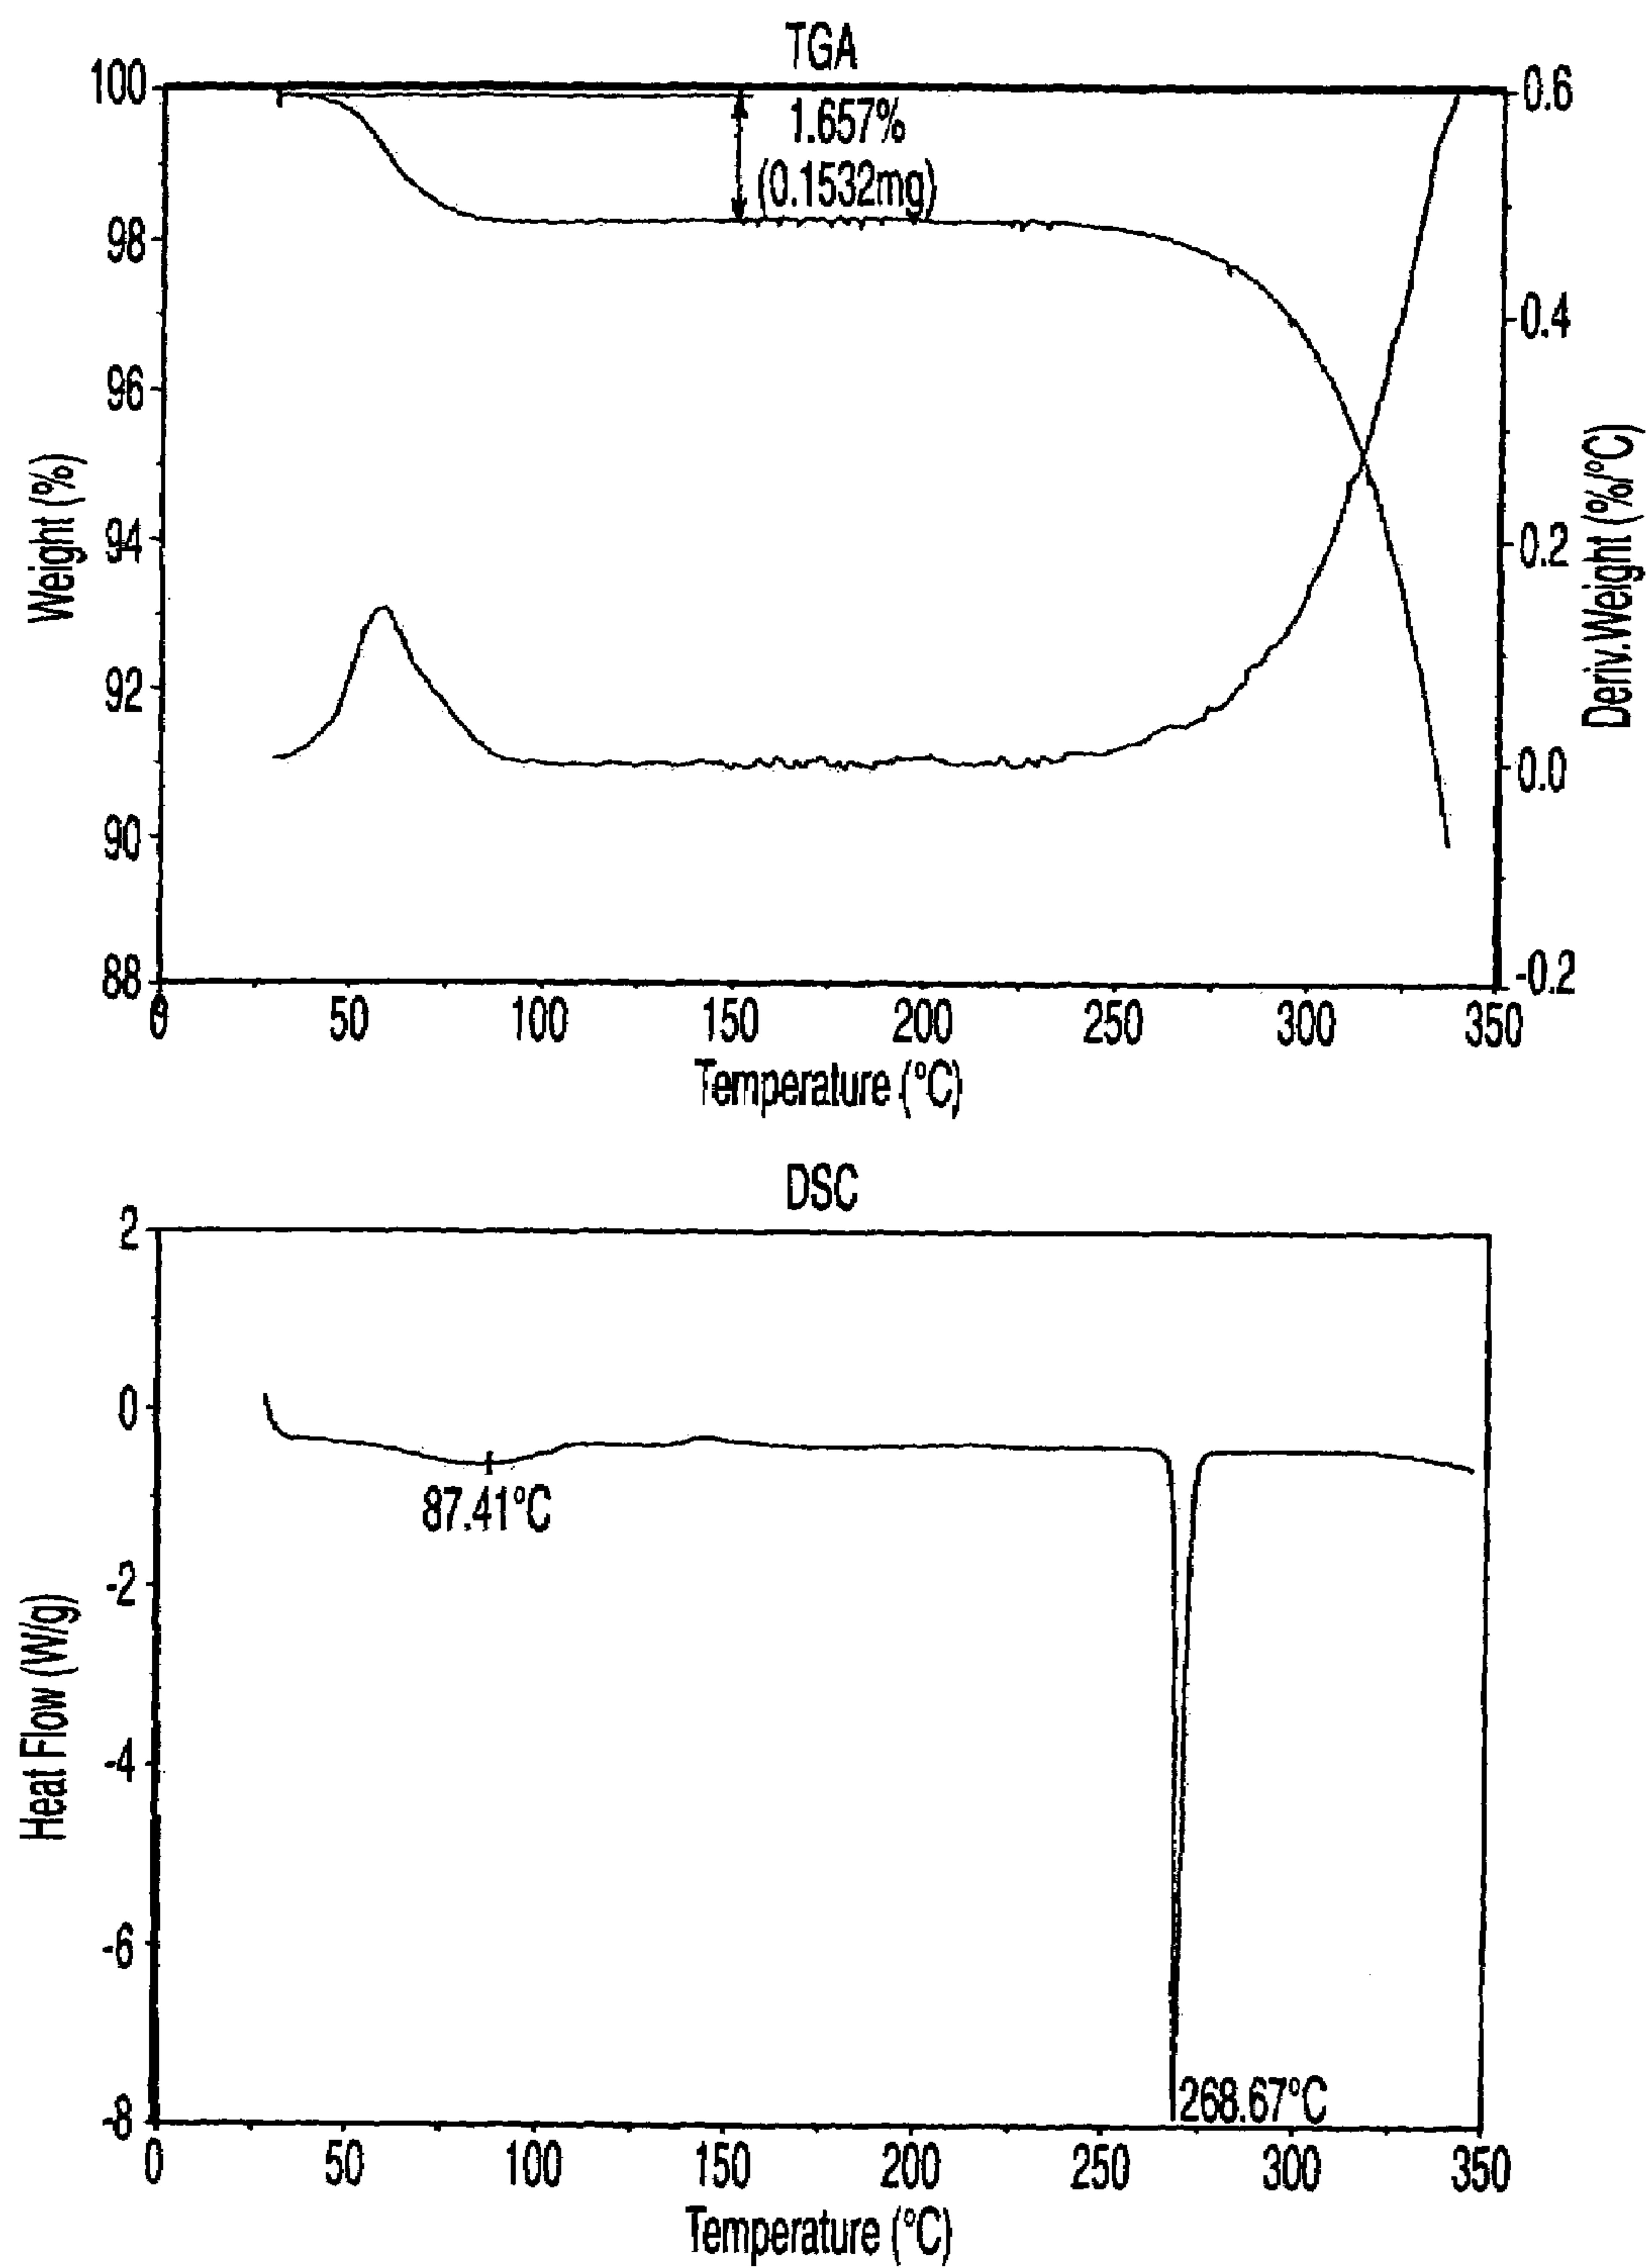 TGA
100
98
96
94
92
90
88
0.6
0.4
0.2
0.0
-0.2
1.657%
(0.1532mg)
Weight (%)
Deriv.Weight (%/°C)
0 50 100 150 200 250 300 350
Temperature (°C)
DSC
2
0
-2
-4
-6
-8
87.41°C
268.67°C
Heat Flow (W/g)
0 50 100 150 200 250 300 350
Temperature (°C)